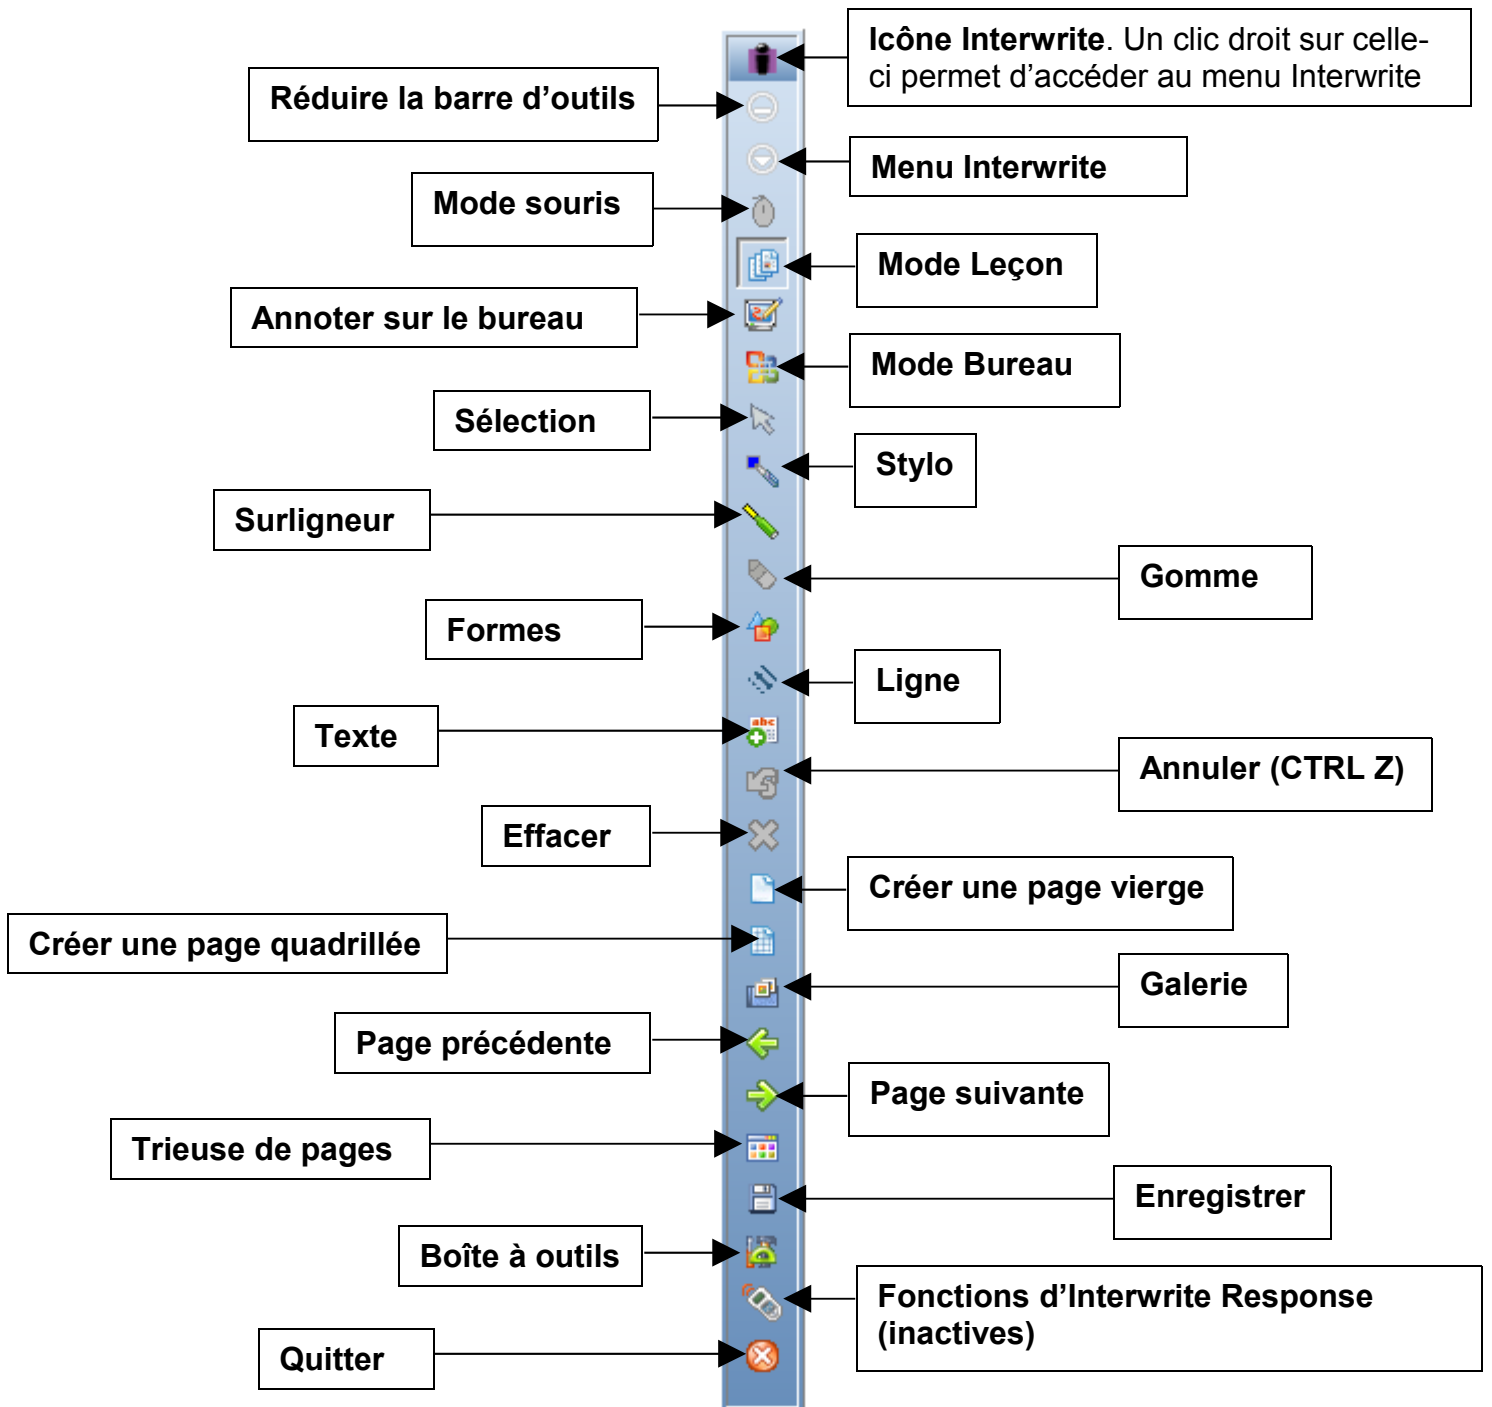 Icône Interwrite. Un clic droit sur celle-
ci permet d'accéder au menu Interwrite
Réduire la barre d'outils
Menu Interwrite
Mode souris
Mode Leçon
Annoter sur le bureau
Mode Bureau
Sélection
Stylo
Surligneur
Gomme
Formes
Ligne
abc
Texte
Annuler (CTRL Z)
Effacer
Créer une page vierge
Créer une page quadrillée
Galerie
Page précédente
Page suivante
Trieuse de pages
Enregistrer
Boîte à outils
Fonctions d'Interwrite Response
(inactives)
Quitter